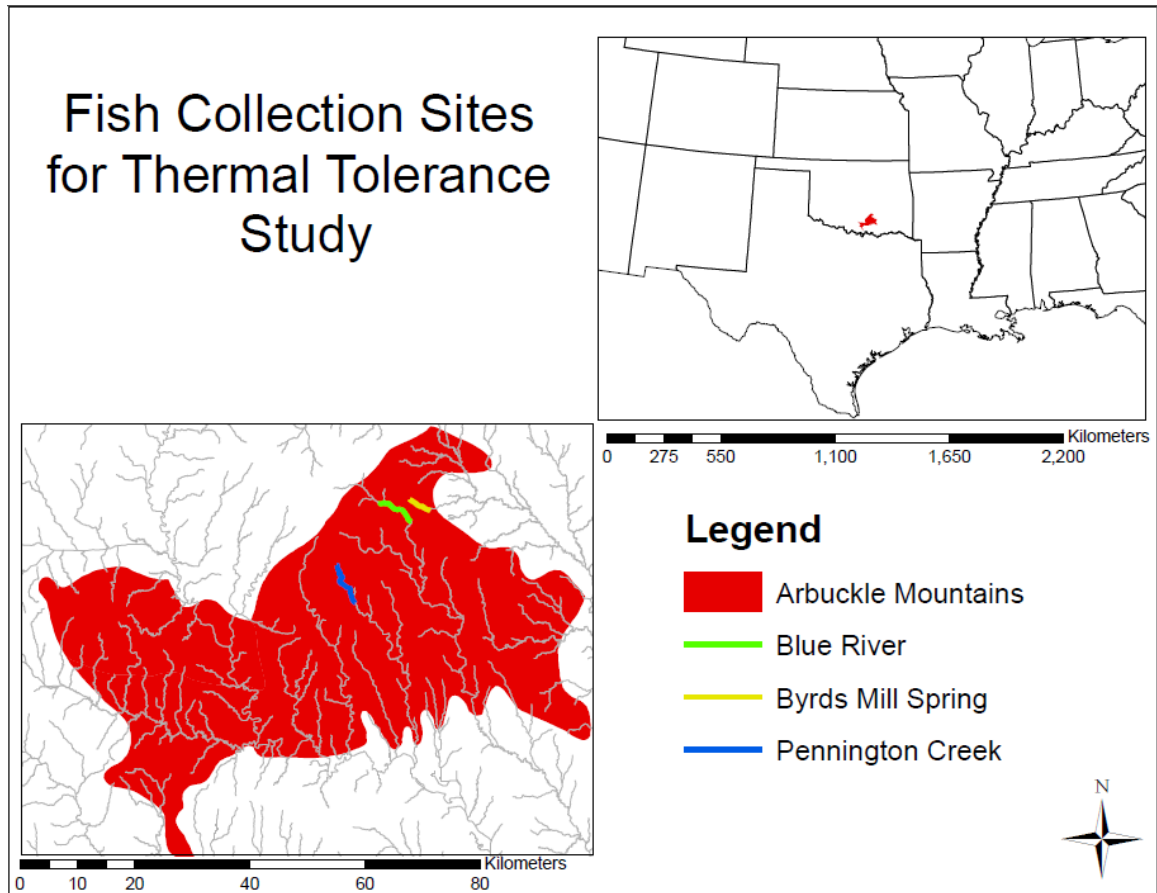 Fish Collection Sites
for Thermal Tolerance
Study
Kilometers
0 275 550 1,100 1,650 2,200
Legend
Arbuckle Mountains
Blue River
Byrds Mill Spring
Pennington Creek
N
Kilometers
0 10 20 40 60 80